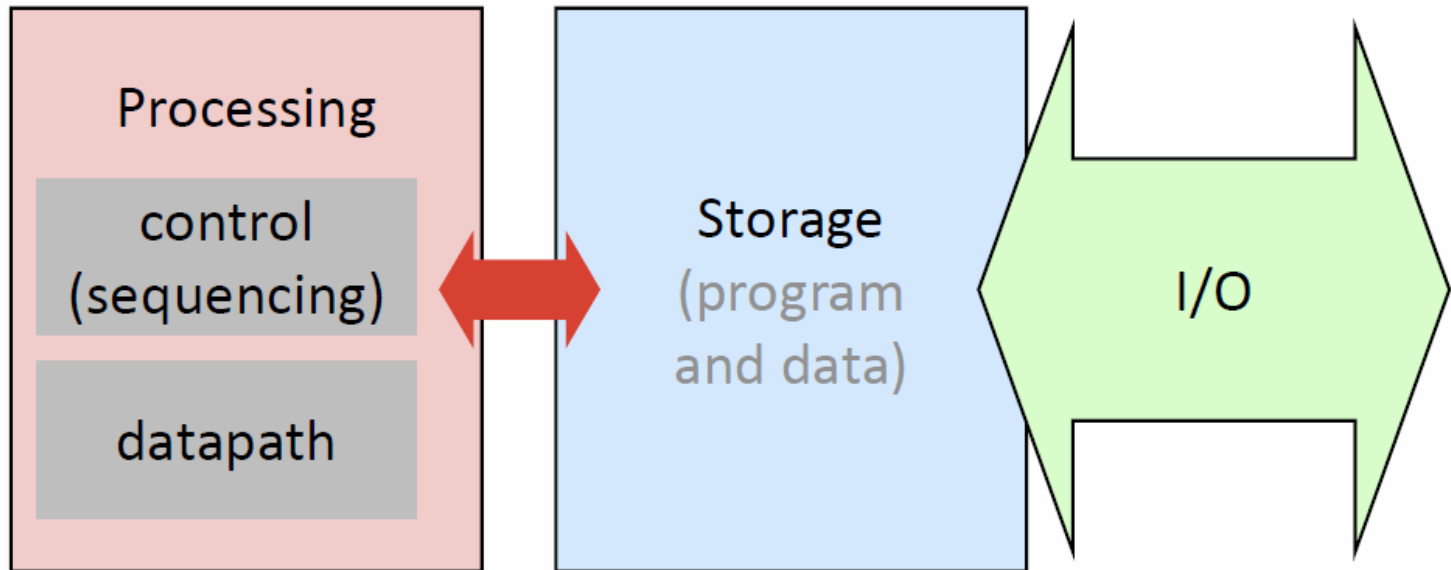 Processing
control
(sequencing)
datapath
Storage
(program
and data)
I/O